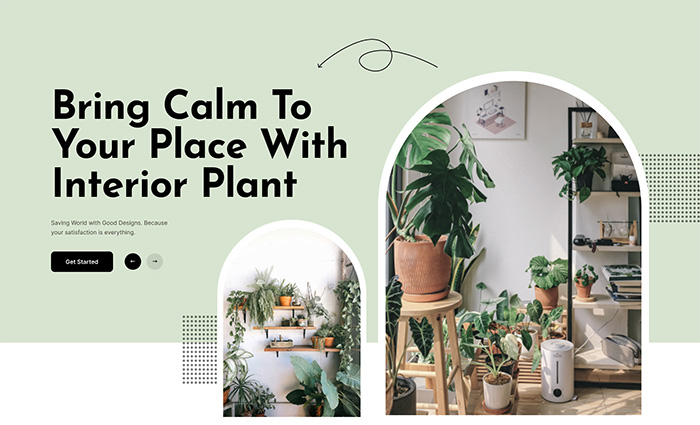 Bring Calm To
Your Place With
Interior Plant
Saving World with Good Designs. Because
your satisfaction is everything.
Get Started